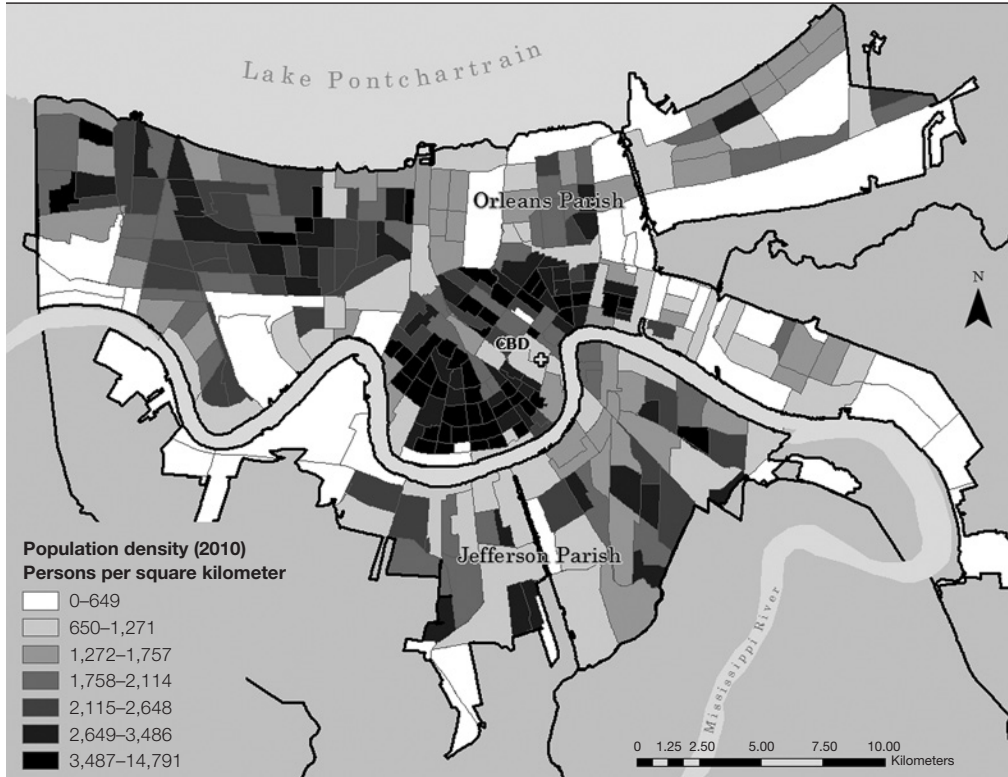 Lake Pontchartrain
Orleans Parish
CBD
N
Jefferson Parish
Mississippi River
Population density (2010)
Persons per square kilometer
0–649
650–1,271
1,272–1,757
1,758–2,114
2,115–2,648
2,649–3,486
3,487–14,791
0 1.25 2.50 5.00 7.50 10.00
Kilometers